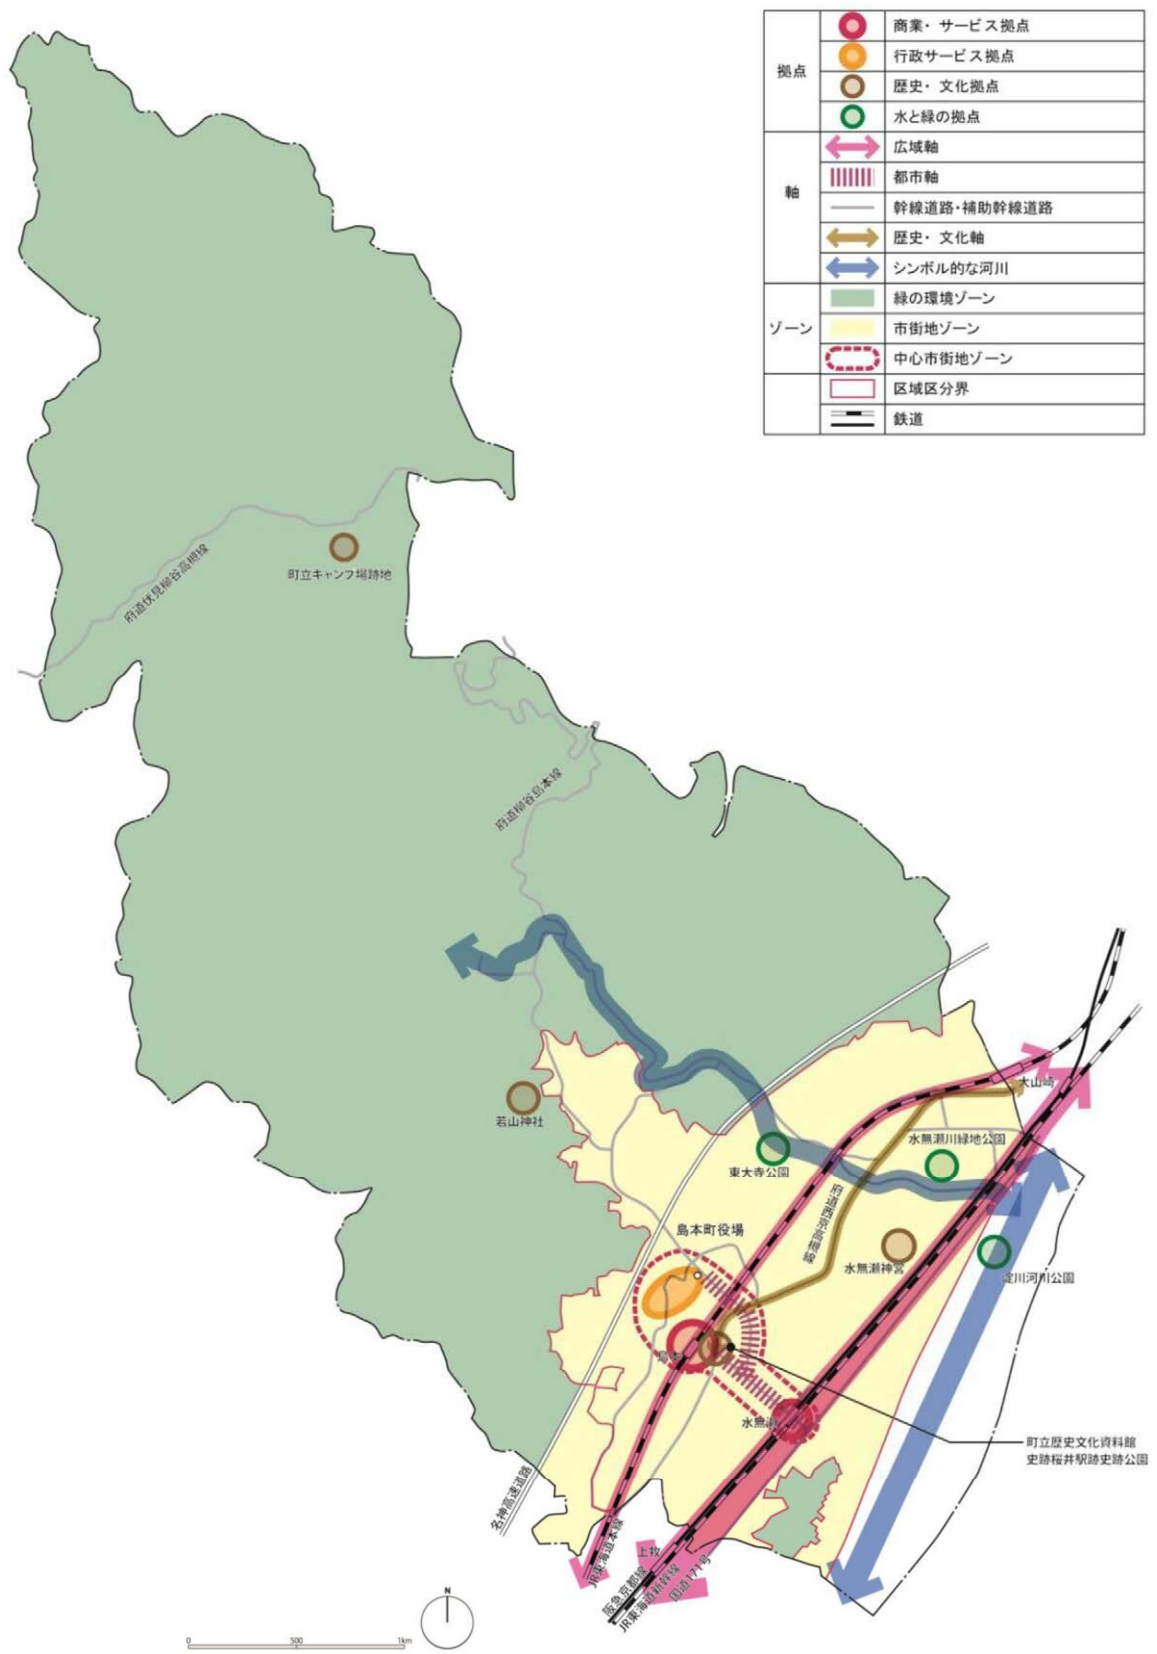 拠点
商業・サービス拠点
行政サービス拠点
歴史・文化拠点
水と緑の拠点
軸
広域軸
都市軸
幹線道路・補助幹線道路
歴史・文化軸
シンボル的な河川
ゾーン
緑の環境ゾーン
市街地ゾーン
中心市街地ゾーン
区域区分界
鉄道
府道伏見柳谷高槻線
町立キャンプ場跡地
府道柳谷島本線
若山神社
大山崎
水無瀬川緑地公園
東大寺公園
府道西京高槻線
島本町役場
水無瀬神宮
淀川河川公園
島本
水無瀬
町立歴史文化資料館
史跡桜井駅跡史跡公園
名神高速道路
JR東海道本線
上牧
阪急京都線
JR東海道新幹線
国道171号
N
0 500 1km